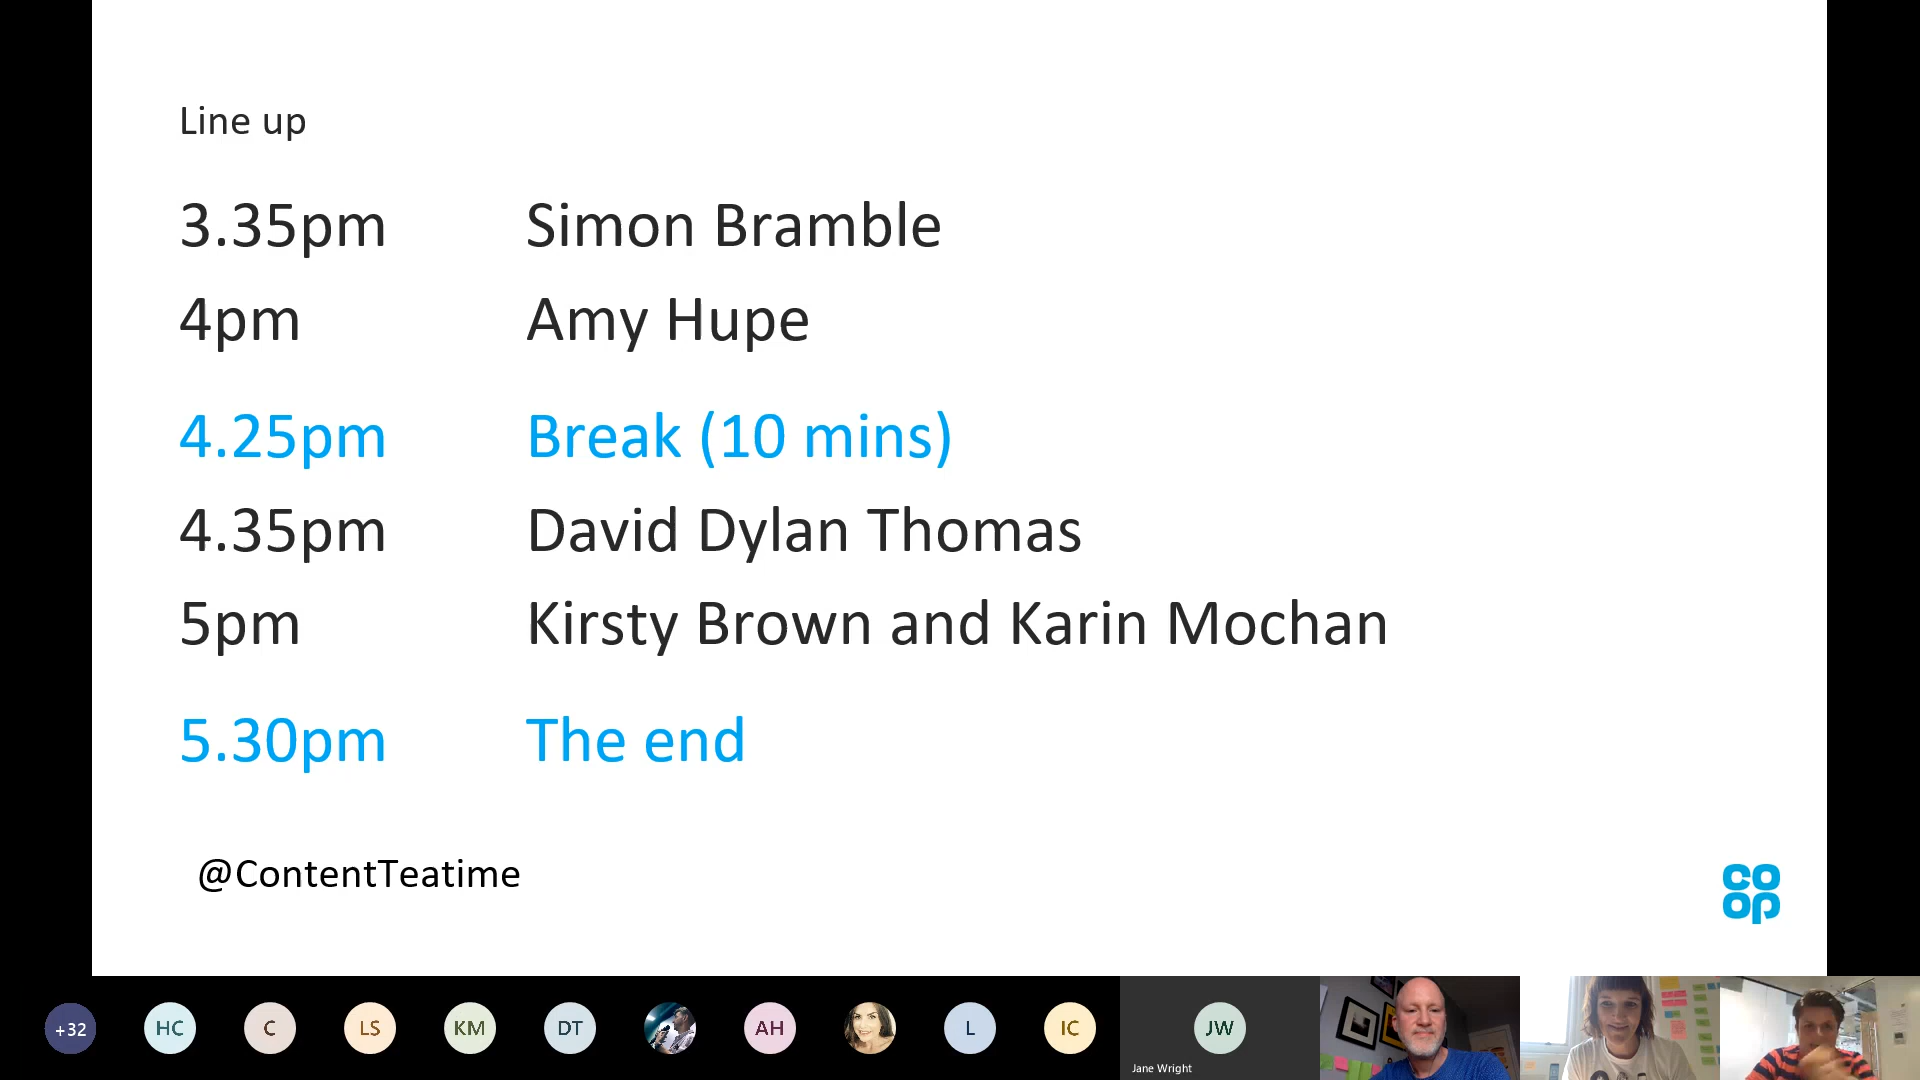 Line up
3.35pm Simon Bramble
4pm Amy Hupe
4.25pm Break (10 mins)
4.35pm David Dylan Thomas
5pm Kirsty Brown and Karin Mochan
5.30pm The end
@ContentTeatime
co
op
+32 HC C LS KM DT AH L IC JW
Jane Wright